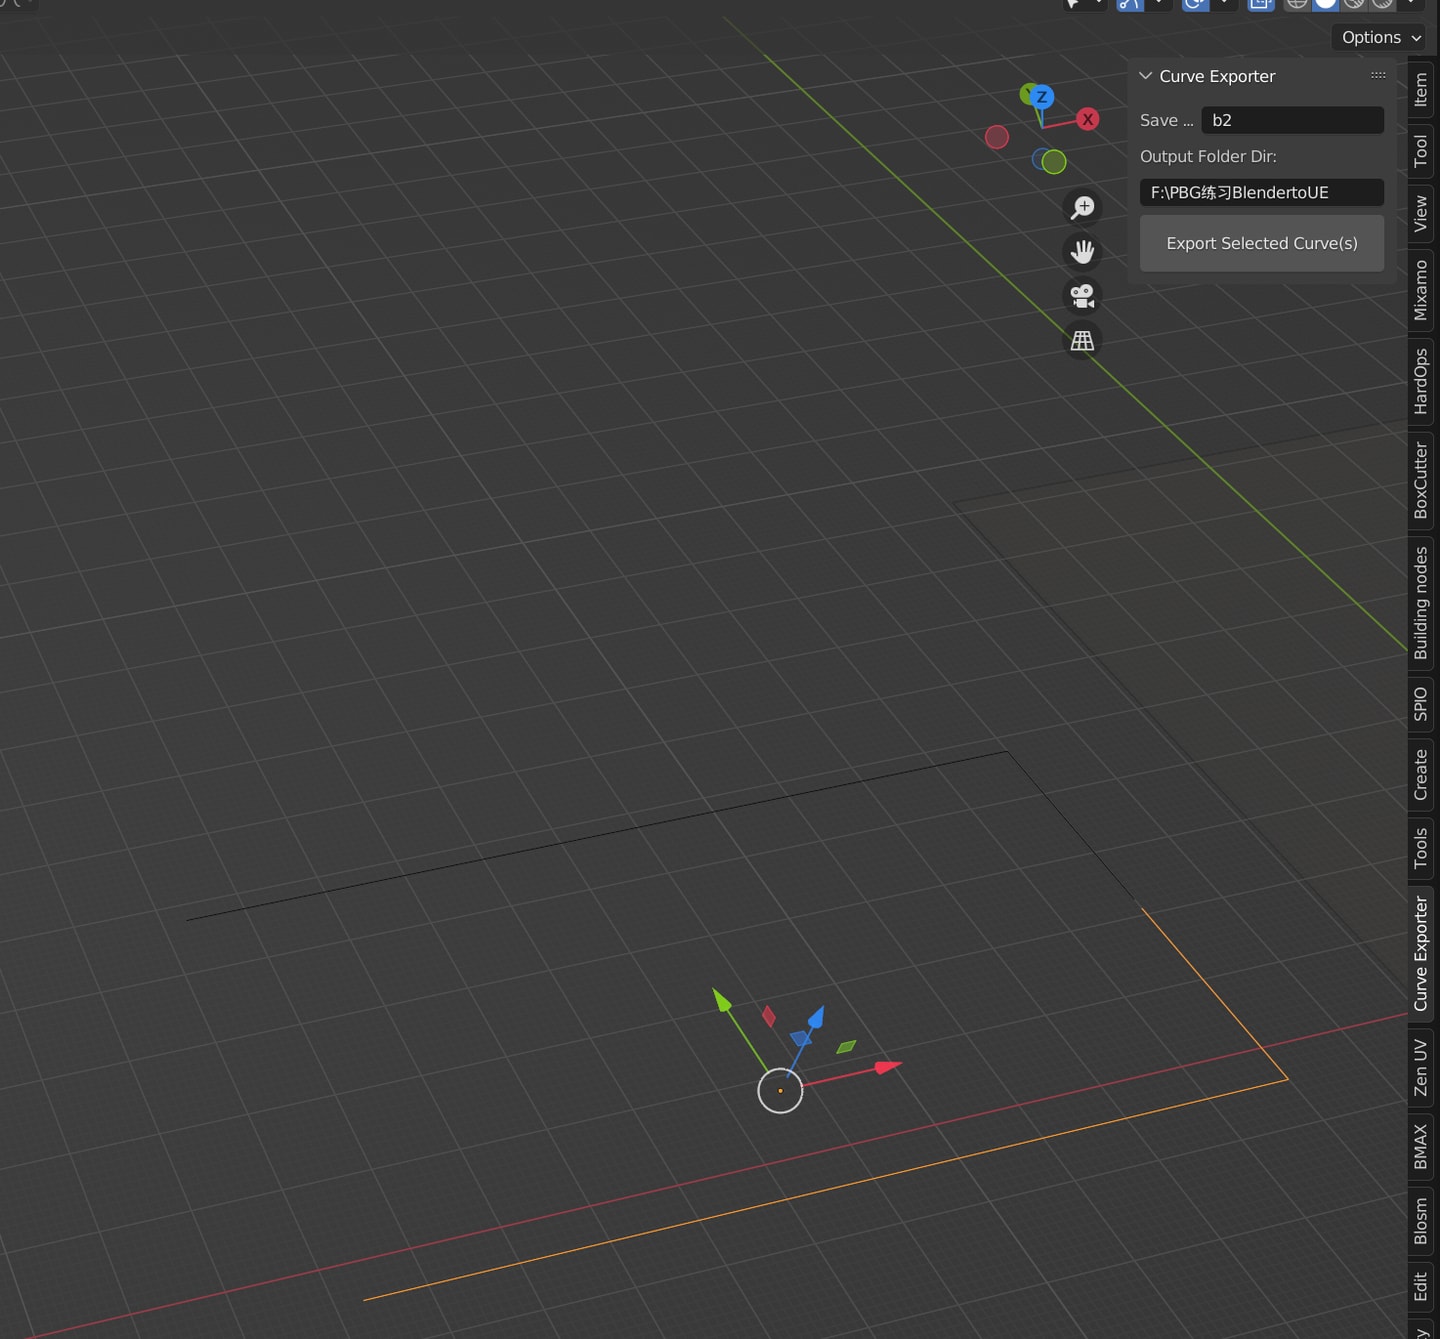 Options
Curve Exporter
Save ...
b2
Output Folder Dir:
F:\PBG练习BlendertoUE
Export Selected Curve(s)
Y
Z
X
Item
Tool
View
Mixamo
HardOps
BoxCutter
Building nodes
SPIO
Create
Tools
Curve Exporter
Zen UV
BMAX
Blosm
Edit